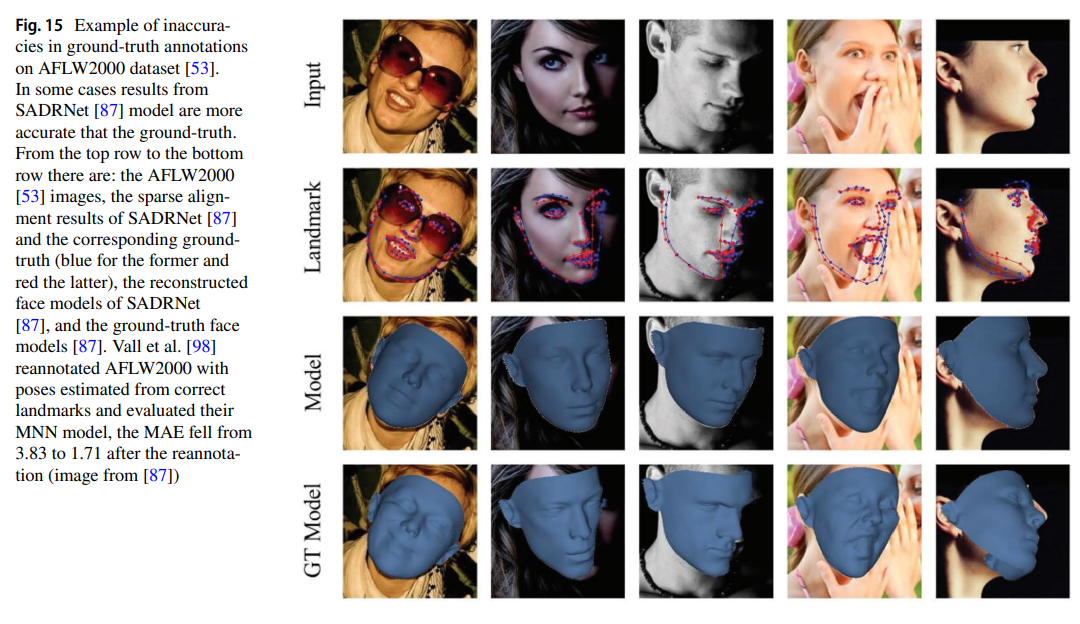 Fig. 15 Example of inaccura-
cies in ground-truth annotations
on AFLW2000 dataset [53].
In some cases results from
SADRNet [87] model are more
accurate that the ground-truth.
From the top row to the bottom
row there are: the AFLW2000
[53] images, the sparse align-
ment results of SADRNet [87]
and the corresponding ground-
truth (blue for the former and
red the latter), the reconstructed
face models of SADRNet
[87], and the ground-truth face
models [87]. Vall et al. [98]
reannotated AFLW2000 with
poses estimated from correct
landmarks and evaluated their
MNN model, the MAE fell from
3.83 to 1.71 after the reannota-
tion (image from [87])
Input
Landmark
Model
GT Model